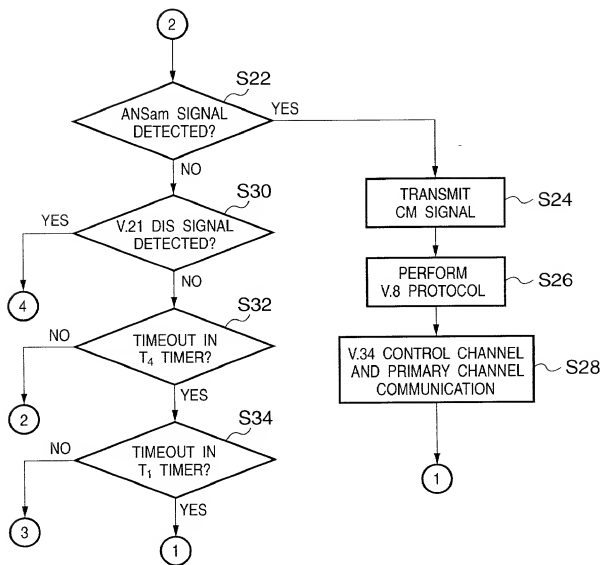 2
S22
ANSam SIGNAL
DETECTED?
YES
NO
S30
V.21 DIS SIGNAL
DETECTED?
YES
NO
4
S24
TRANSMIT
CM SIGNAL
S26
PERFORM
V.8 PROTOCOL
S32
TIMEOUT IN
T4 TIMER?
NO
YES
2
S28
V.34 CONTROL CHANNEL
AND PRIMARY CHANNEL
COMMUNICATION
1
S34
TIMEOUT IN
T1 TIMER?
NO
YES
3
1